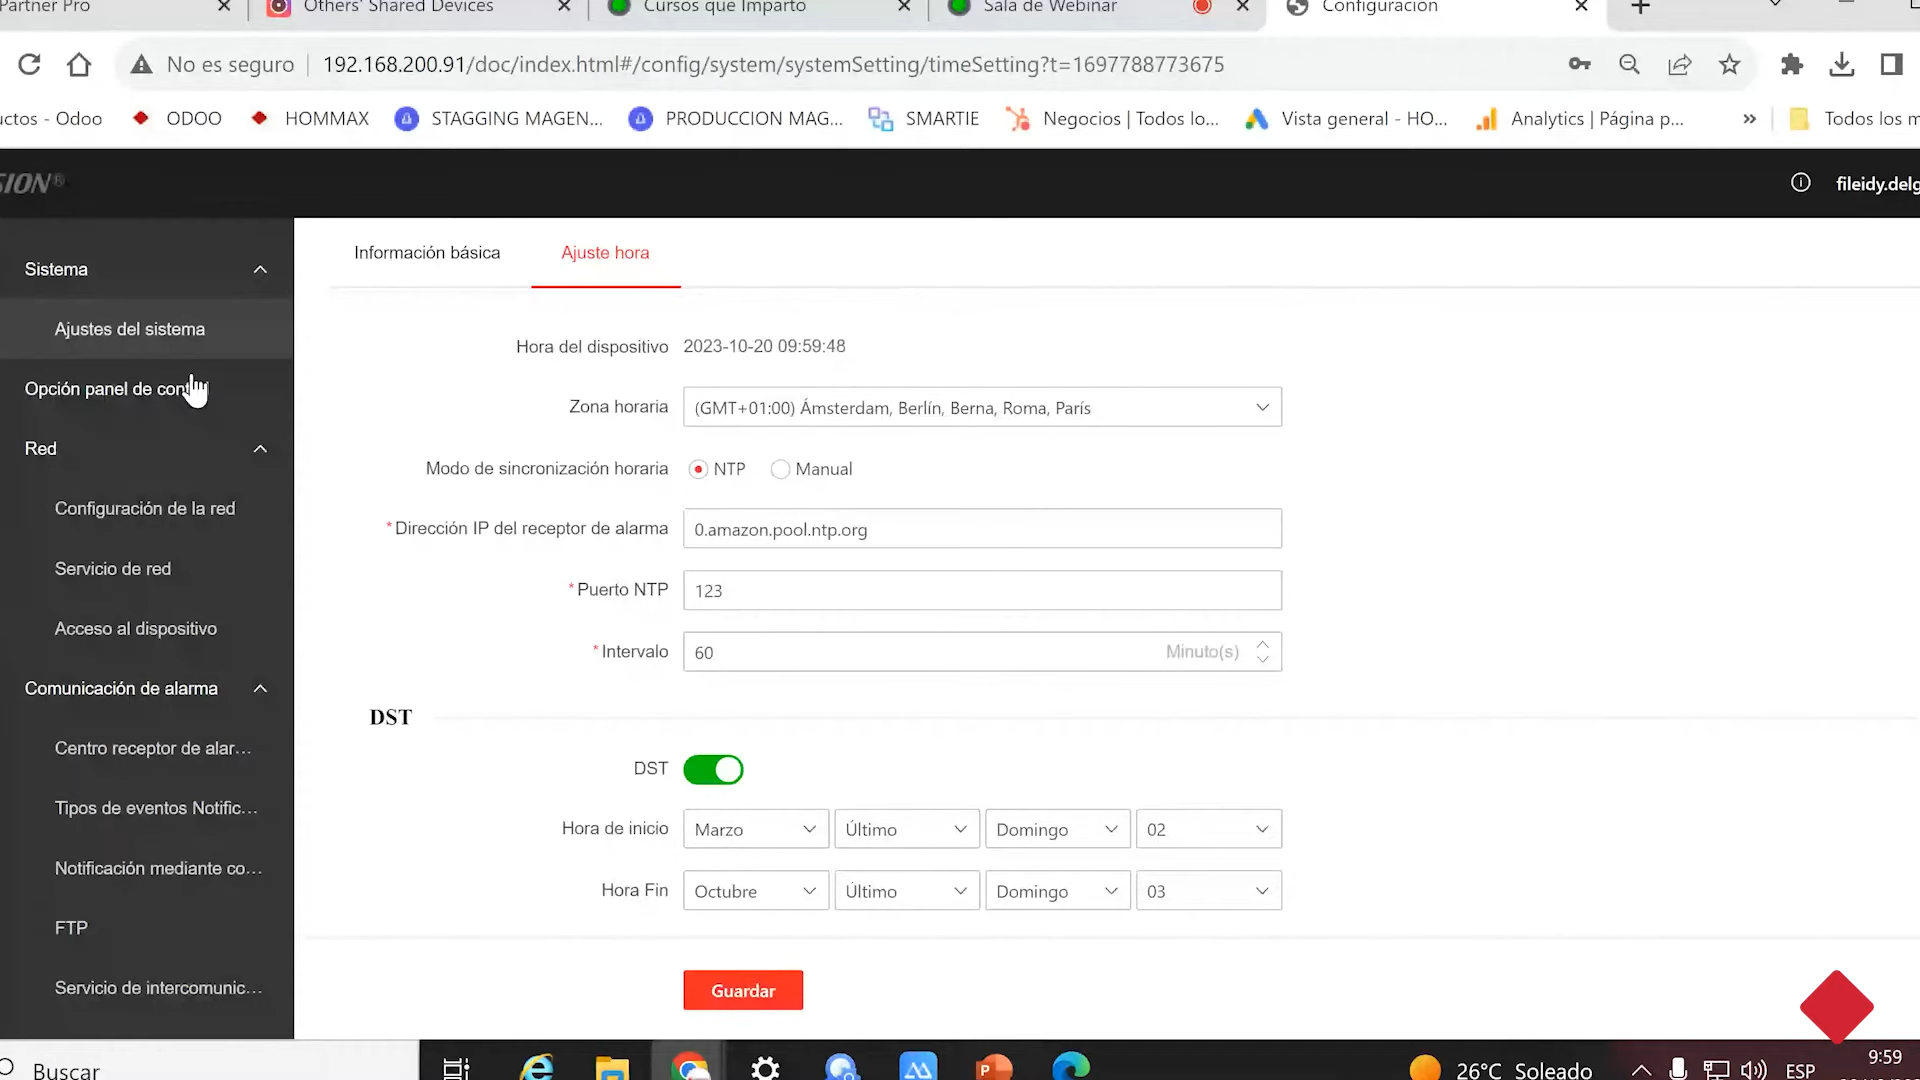 Partner Pro
Others' Shared Devices
Cursos que Imparto
Sala de Webinar
Configuración
No es seguro
192.168.200.91/doc/index.html#/config/system/systemSetting/timeSetting?t=1697788773675
uctos - Odoo
ODOO
HOMMAX
STAGGING MAGEN...
PRODUCCION MAG...
SMARTIE
Negocios | Todos lo...
Vista general - HO...
Analytics | Página p...
»
Todos los m
SION®
fileidy.delg
Sistema
Ajustes del sistema
Opción panel de cont
Red
Configuración de la red
Servicio de red
Acceso al dispositivo
Comunicación de alarma
Centro receptor de alar...
Tipos de eventos Notific...
Notificación mediante co...
FTP
Servicio de intercomunic...
Información básica
Ajuste hora
Hora del dispositivo 2023-10-20 09:59:48
Zona horaria (GMT+01:00) Ámsterdam, Berlín, Berna, Roma, París
Modo de sincronización horaria NTP Manual
*Dirección IP del receptor de alarma 0.amazon.pool.ntp.org
*Puerto NTP 123
*Intervalo 60 Minuto(s)
DST
DST
Hora de inicio Marzo Último Domingo 02
Hora Fin Octubre Último Domingo 03
Guardar
Buscar
26°C Soleado
ESP
9:59